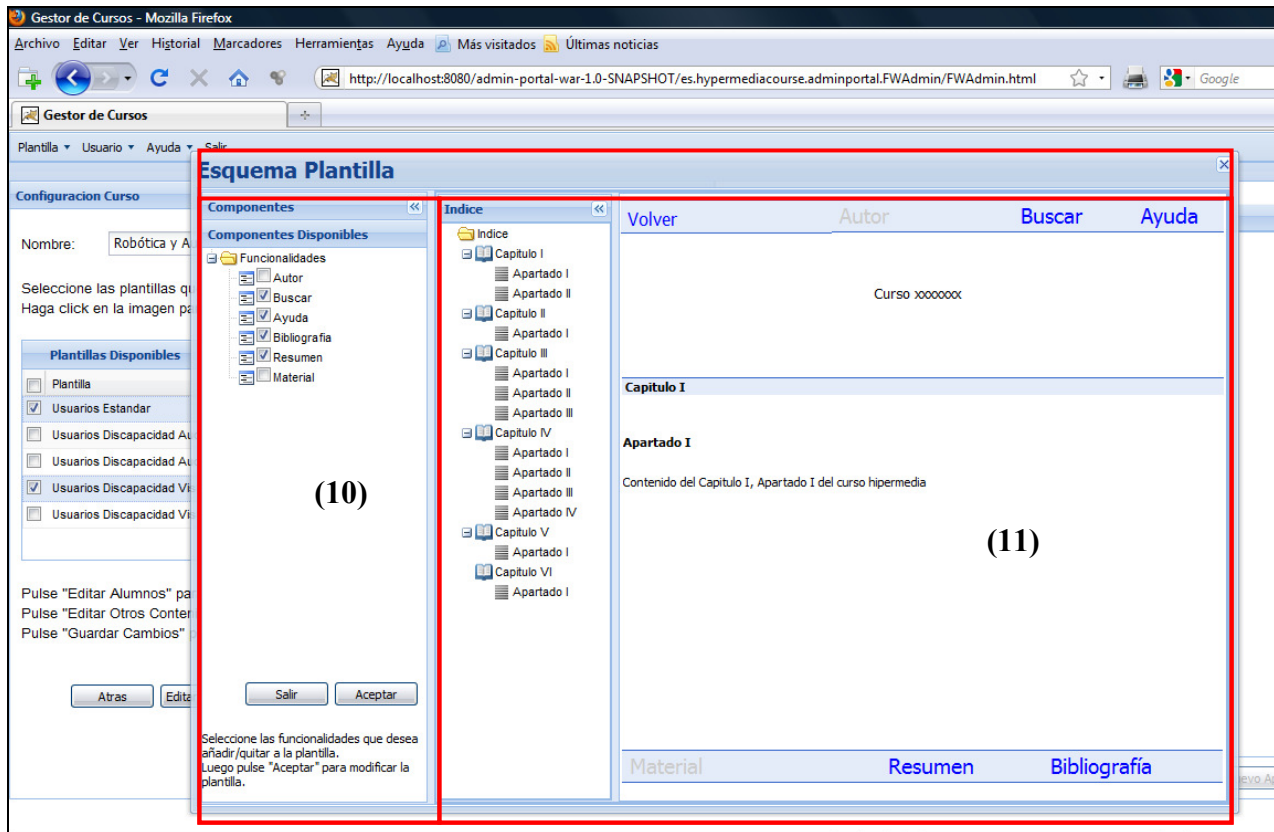 Gestor de Cursos - Mozilla Firefox
Archivo Editar Ver Historial Marcadores Herramientas Ayuda Más visitados Últimas noticias
http://localhost:8080/admin-portal-war-1.0-SNAPSHOT/es.hypermediacourse.adminportal.FWAdmin/FWAdmin.html Google
Gestor de Cursos
Plantilla Usuario Ayuda Salir
Configuracion Curso
Nombre: Robótica y A
Seleccione las plantillas
Haga click en la imagen
Plantillas Disponibles
Plantilla
Usuarios Estandar
Usuarios Discapacidad Au
Usuarios Discapacidad Au
Usuarios Discapacidad Vi
Usuarios Discapacidad Vi
Pulse "Editar Alumnos" pa
Pulse "Editar Otros Conter
Pulse "Guardar Cambios"
Atras Edita
Esquema Plantilla
Componentes
Componentes Disponibles
Funcionalidades
Autor
Buscar
Ayuda
Bibliografia
Resumen
Material
(10)
Salir Aceptar
Seleccione las funcionalidades que desea
añadir/quitar a la plantilla.
Luego pulse "Aceptar" para modificar la
plantilla.
Indice
Indice
Capitulo I
Apartado I
Apartado II
Capitulo II
Apartado I
Capitulo III
Apartado I
Apartado II
Apartado III
Capitulo IV
Apartado I
Apartado II
Apartado III
Apartado IV
Capitulo V
Apartado I
Capitulo VI
Apartado I
Volver Autor Buscar Ayuda
Curso xxxxxxx
Capitulo I
Apartado I
Contenido del Capitulo I, Apartado I del curso hipermedia
(11)
Material Resumen Bibliografía
evo Ap